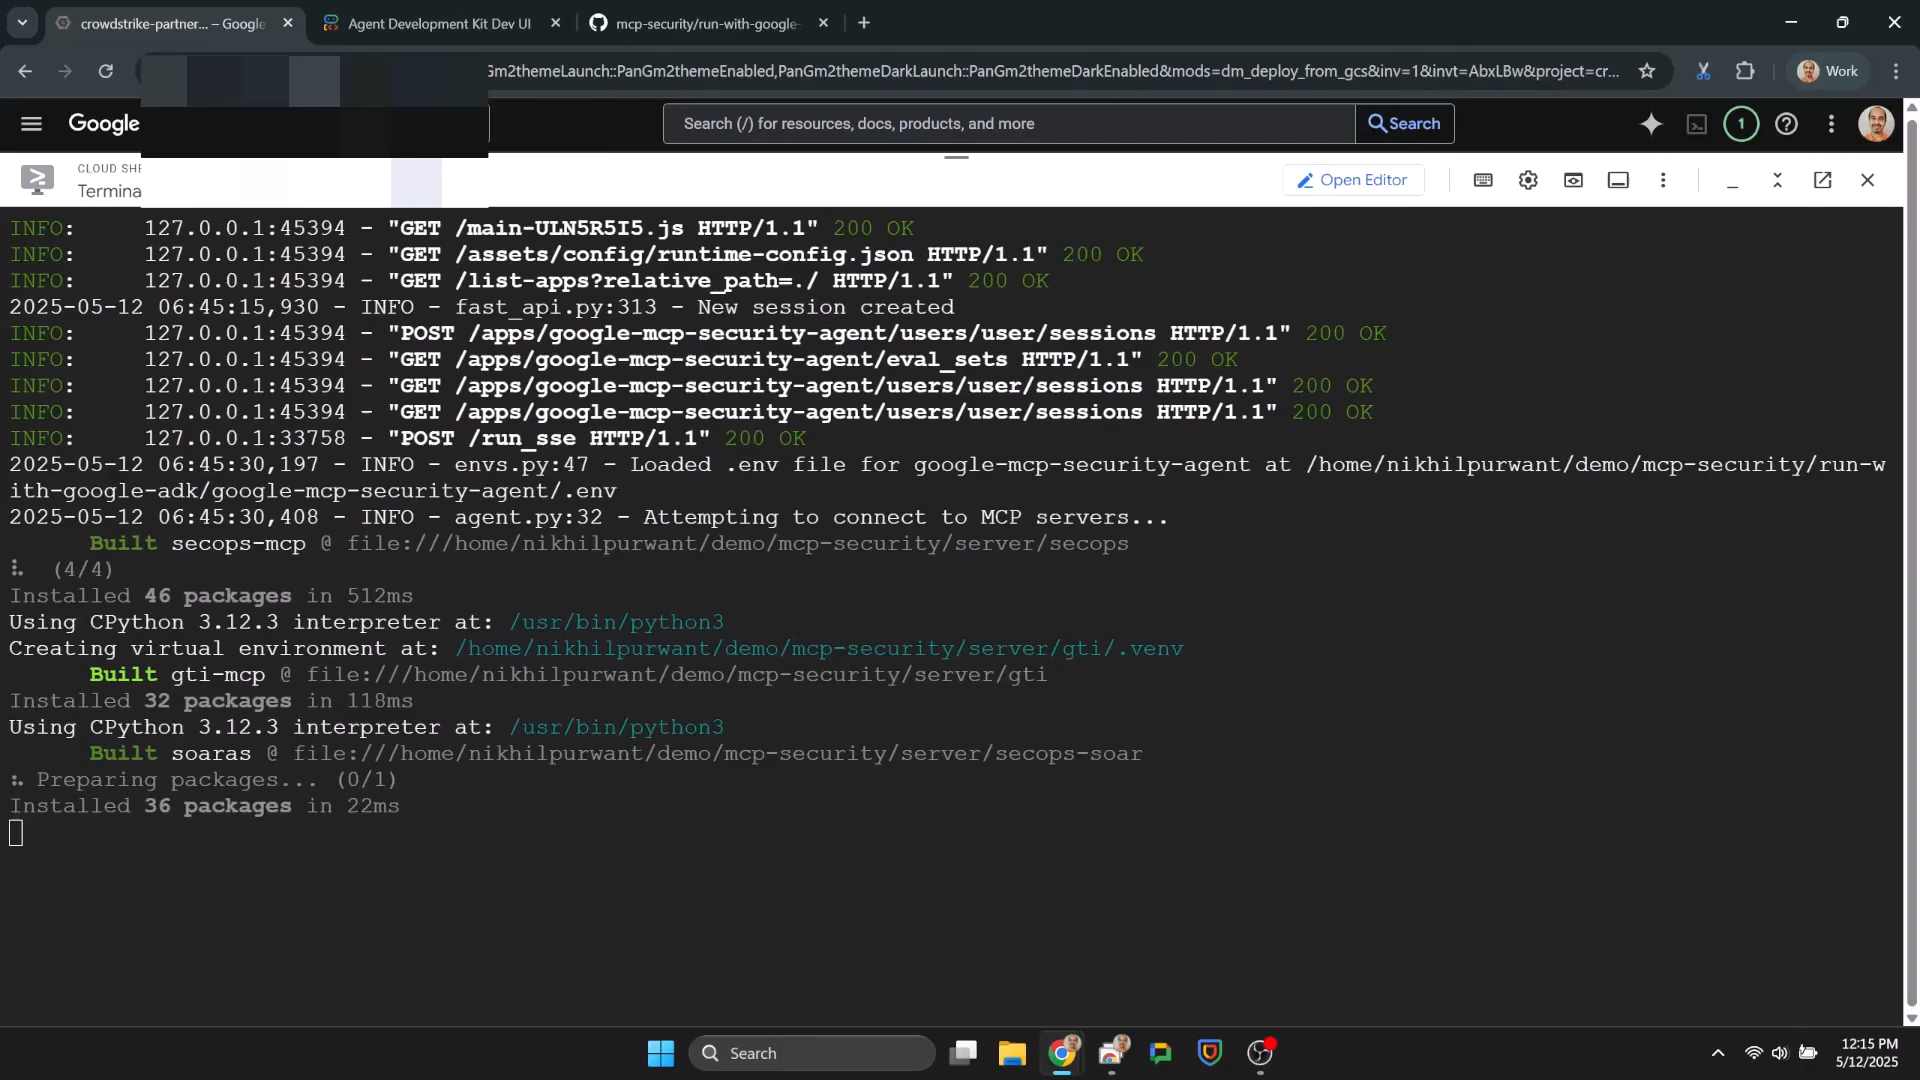 crowdstrike-partner... – Google
Agent Development Kit Dev UI
mcp-security/run-with-google-
Gm2themeLaunch::PanGm2themeEnabled,PanGm2themeDarkLaunch::PanGm2themeDarkEnabled&mods=dm_deploy_from_gcs&inv=1&invt=AbxLBw&project=cr...
Work
Google
Search (/) for resources, docs, products, and more
Search
1
CLOUD SHE
Termina
Open Editor
INFO:     127.0.0.1:45394 - "GET /main-ULN5R5I5.js HTTP/1.1" 200 OK
INFO:     127.0.0.1:45394 - "GET /assets/config/runtime-config.json HTTP/1.1" 200 OK
INFO:     127.0.0.1:45394 - "GET /list-apps?relative_path=./ HTTP/1.1" 200 OK
2025-05-12 06:45:15,930 - INFO - fast_api.py:313 - New session created
INFO:     127.0.0.1:45394 - "POST /apps/google-mcp-security-agent/users/user/sessions HTTP/1.1" 200 OK
INFO:     127.0.0.1:45394 - "GET /apps/google-mcp-security-agent/eval_sets HTTP/1.1" 200 OK
INFO:     127.0.0.1:45394 - "GET /apps/google-mcp-security-agent/users/user/sessions HTTP/1.1" 200 OK
INFO:     127.0.0.1:45394 - "GET /apps/google-mcp-security-agent/users/user/sessions HTTP/1.1" 200 OK
INFO:     127.0.0.1:33758 - "POST /run_sse HTTP/1.1" 200 OK
2025-05-12 06:45:30,197 - INFO - envs.py:47 - Loaded .env file for google-mcp-security-agent at /home/nikhilpurwant/demo/mcp-security/run-w
ith-google-adk/google-mcp-security-agent/.env
2025-05-12 06:45:30,408 - INFO - agent.py:32 - Attempting to connect to MCP servers...
Built secops-mcp @ file:///home/nikhilpurwant/demo/mcp-security/server/secops
(4/4)
Installed 46 packages in 512ms
Using CPython 3.12.3 interpreter at: /usr/bin/python3
Creating virtual environment at: /home/nikhilpurwant/demo/mcp-security/server/gti/.venv
Built gti-mcp @ file:///home/nikhilpurwant/demo/mcp-security/server/gti
Installed 32 packages in 118ms
Using CPython 3.12.3 interpreter at: /usr/bin/python3
Built soaras @ file:///home/nikhilpurwant/demo/mcp-security/server/secops-soar
Preparing packages... (0/1)
Installed 36 packages in 22ms
Search
12:15 PM
5/12/2025